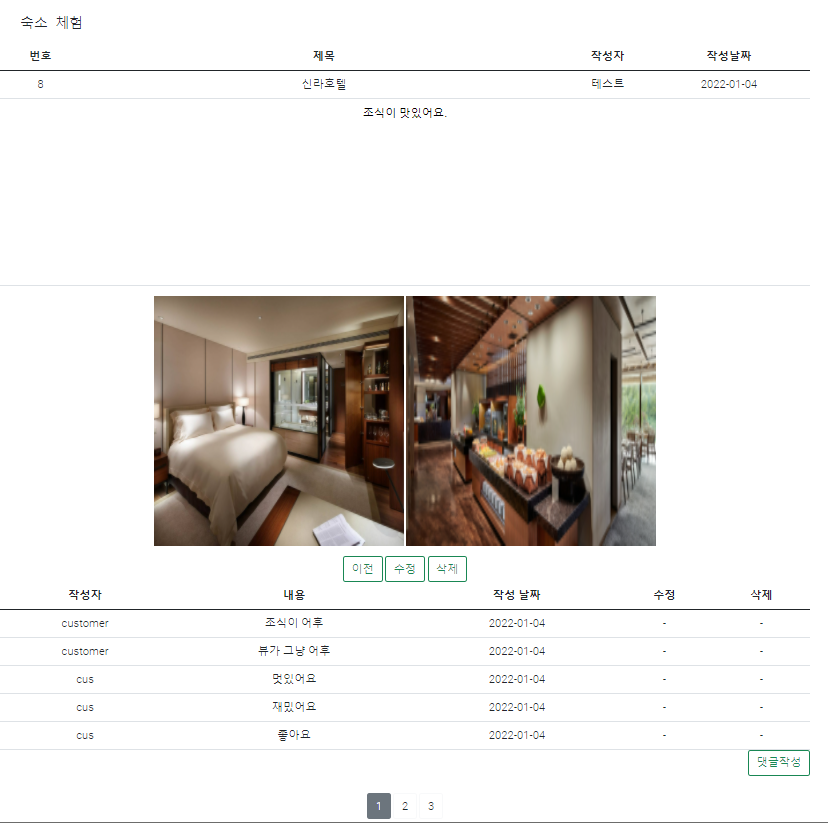 숙소 체험
번호 제목 작성자 작성날짜
8 신라호텔 테스트 2022-01-04
조식이 맛있어요.
이전 수정 삭제
작성자 내용 작성 날짜 수정 삭제
customer 조식이 어후 2022-01-04 - -
customer 뷰가 그냥 어후 2022-01-04 - -
cus 멋있어요 2022-01-04 - -
cus 재밌어요 2022-01-04 - -
cus 좋아요 2022-01-04 - -
댓글작성
1 2 3